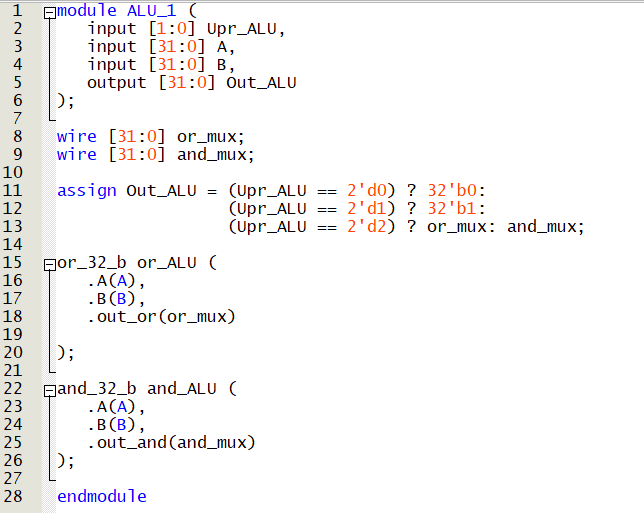 1 module ALU_1 (
2 input [1:0] Upr_ALU,
3 input [31:0] A,
4 input [31:0] B,
5 output [31:0] Out_ALU
6 );
7
8 wire [31:0] or_mux;
9 wire [31:0] and_mux;
10
11 assign Out_ALU = (Upr_ALU == 2'd0) ? 32'b0:
12 (Upr_ALU == 2'd1) ? 32'b1:
13 (Upr_ALU == 2'd2) ? or_mux: and_mux;
14
15 or_32_b or_ALU (
16 .A(A),
17 .B(B),
18 .out_or(or_mux)
19
20 );
21
22 and_32_b and_ALU (
23 .A(A),
24 .B(B),
25 .out_and(and_mux)
26 );
27
28 endmodule